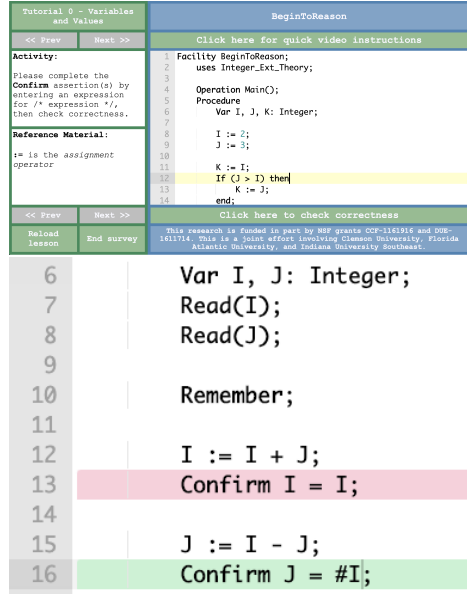 Tutorial 0 - Variables
and Values
BeginToReason
<< Prev
Next >>
Click here for quick video instructions
Activity:
Please complete the
Confirm assertion(s) by
entering an expression
for /* expression */,
then check correctness.
Reference Material:
:= is the assignment
operator
1 Facility BeginToReason;
2 uses Integer_Ext_Theory;
3
4 Operation Main();
5 Procedure
6 Var I, J, K: Integer;
7
8 I := 2;
9 J := 3;
10
11 K := I;
12 If (J > I) then
13 K := J;
14 end;
<< Prev
Next >>
Click here to check correctness
Reload
lesson
End survey
This research is funded in part by NSF grants CCF-1161916 and DUE-
1611714. This is a joint effort involving Clemson University, Florida
Atlantic University, and Indiana University Southeast.
6 Var I, J: Integer;
7 Read(I);
8 Read(J);
9
10 Remember;
11
12 I := I + J;
13 Confirm I = I;
14
15 J := I - J;
16 Confirm J = #I;